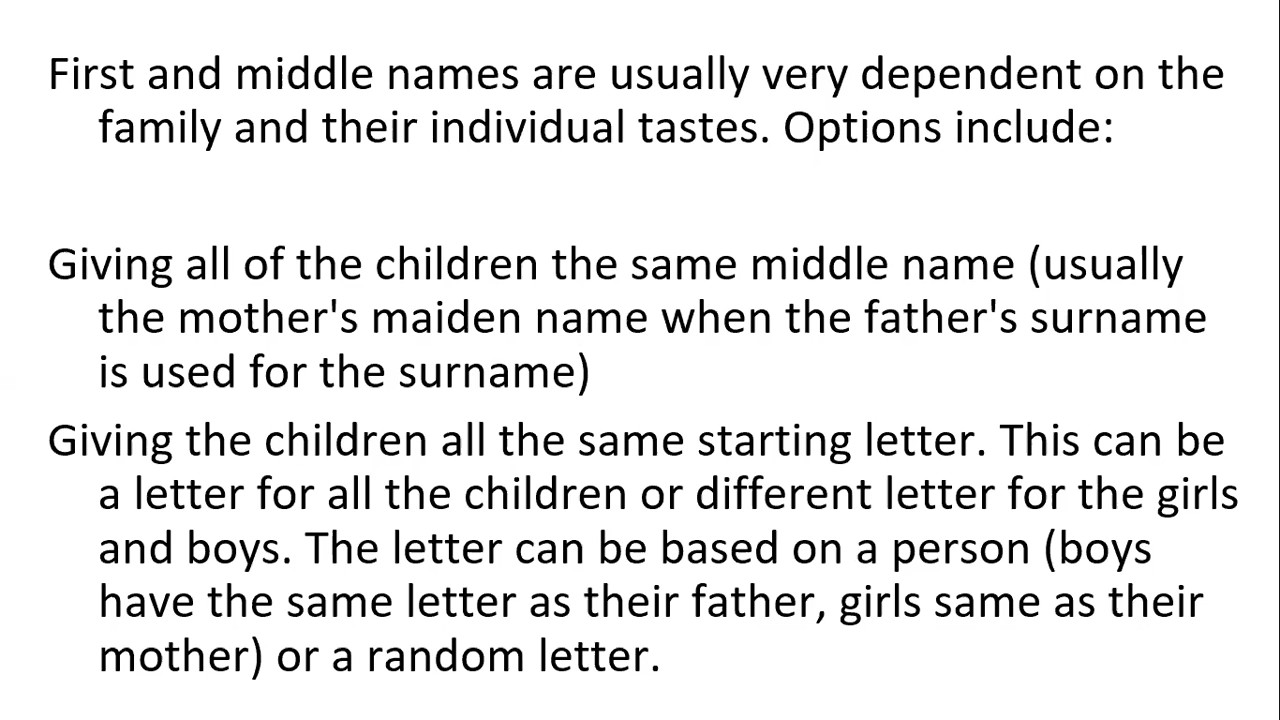 First and middle names are usually very dependent on the
family and their individual tastes. Options include:
Giving all of the children the same middle name (usually
the mother's maiden name when the father's surname
is used for the surname)
Giving the children all the same starting letter. This can be
a letter for all the children or different letter for the girls
and boys. The letter can be based on a person (boys
have the same letter as their father, girls same as their
mother) or a random letter.